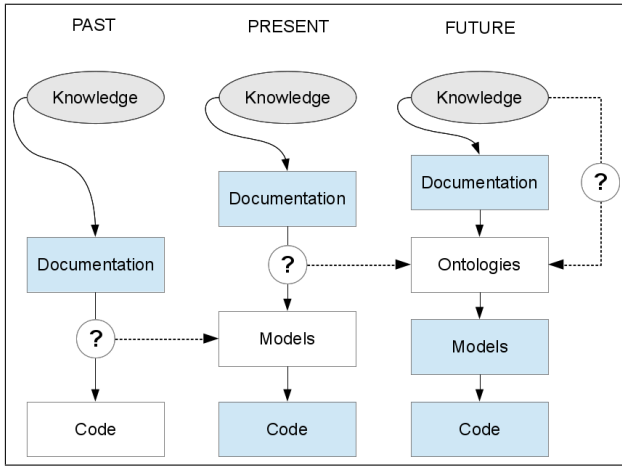 PAST
PRESENT
FUTURE
Knowledge
Knowledge
Knowledge
Documentation
Documentation
Documentation
?
?
?
Ontologies
Models
Models
Code
Code
Code